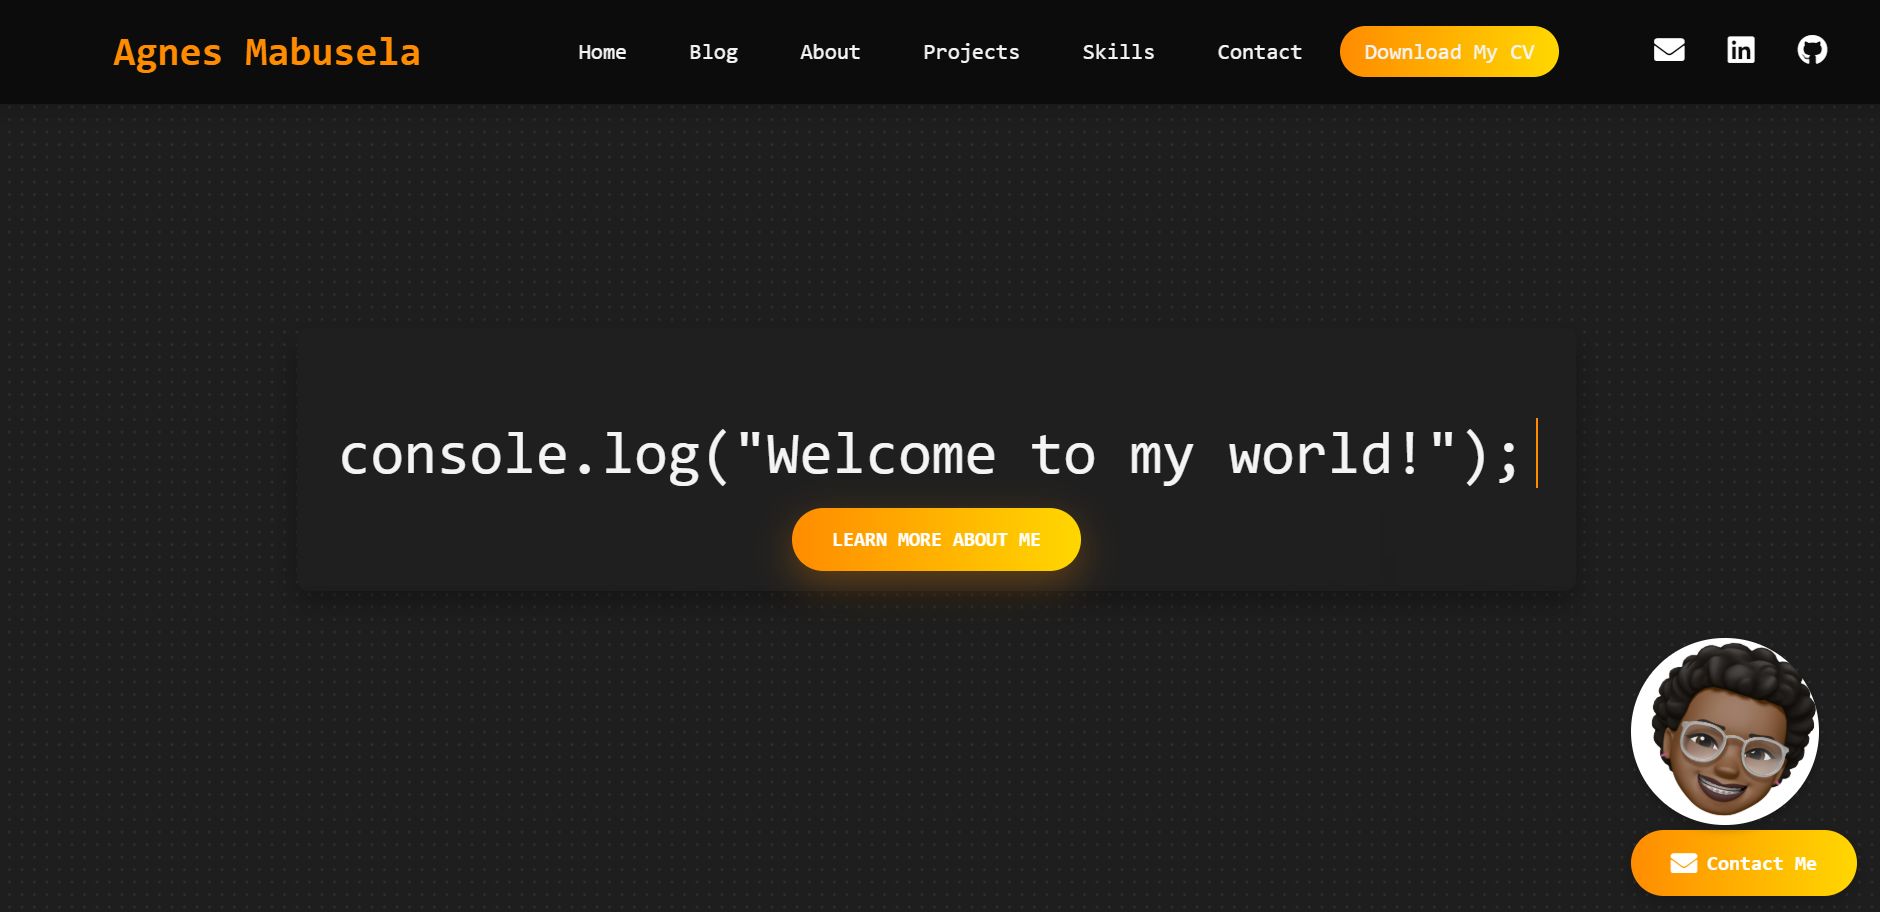 Agnes Mabusela
Home Blog About Projects Skills Contact Download My CV
console.log("Welcome to my world!");
LEARN MORE ABOUT ME
Contact Me